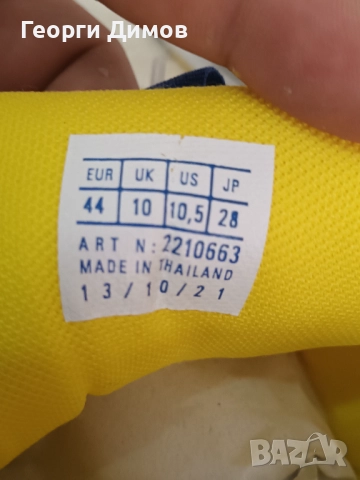 Георги Димов
EUR UK US JP
44 10 10,5 28
ART N: 2210663
MADE IN THAILAND
13/10/21
BAZAR